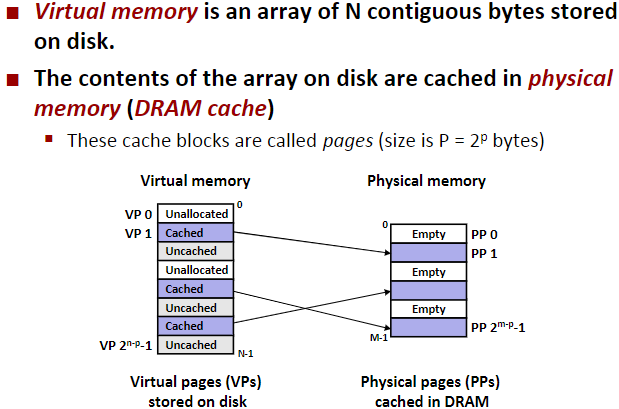 ■ Virtual memory is an array of N contiguous bytes stored
on disk.
■ The contents of the array on disk are cached in physical
memory (DRAM cache)
▪ These cache blocks are called pages (size is P = 2ᵖ bytes)
Virtual memory
Physical memory
0
VP 0 Unallocated
VP 1 Cached
Uncached
Unallocated
Cached
Uncached
Cached
VP 2ⁿ⁻ᵖ-1 Uncached
N-1
0
Empty PP 0
PP 1
Empty
Empty
PP 2ᵐ⁻ᵖ-1
M-1
Virtual pages (VPs)
stored on disk
Physical pages (PPs)
cached in DRAM